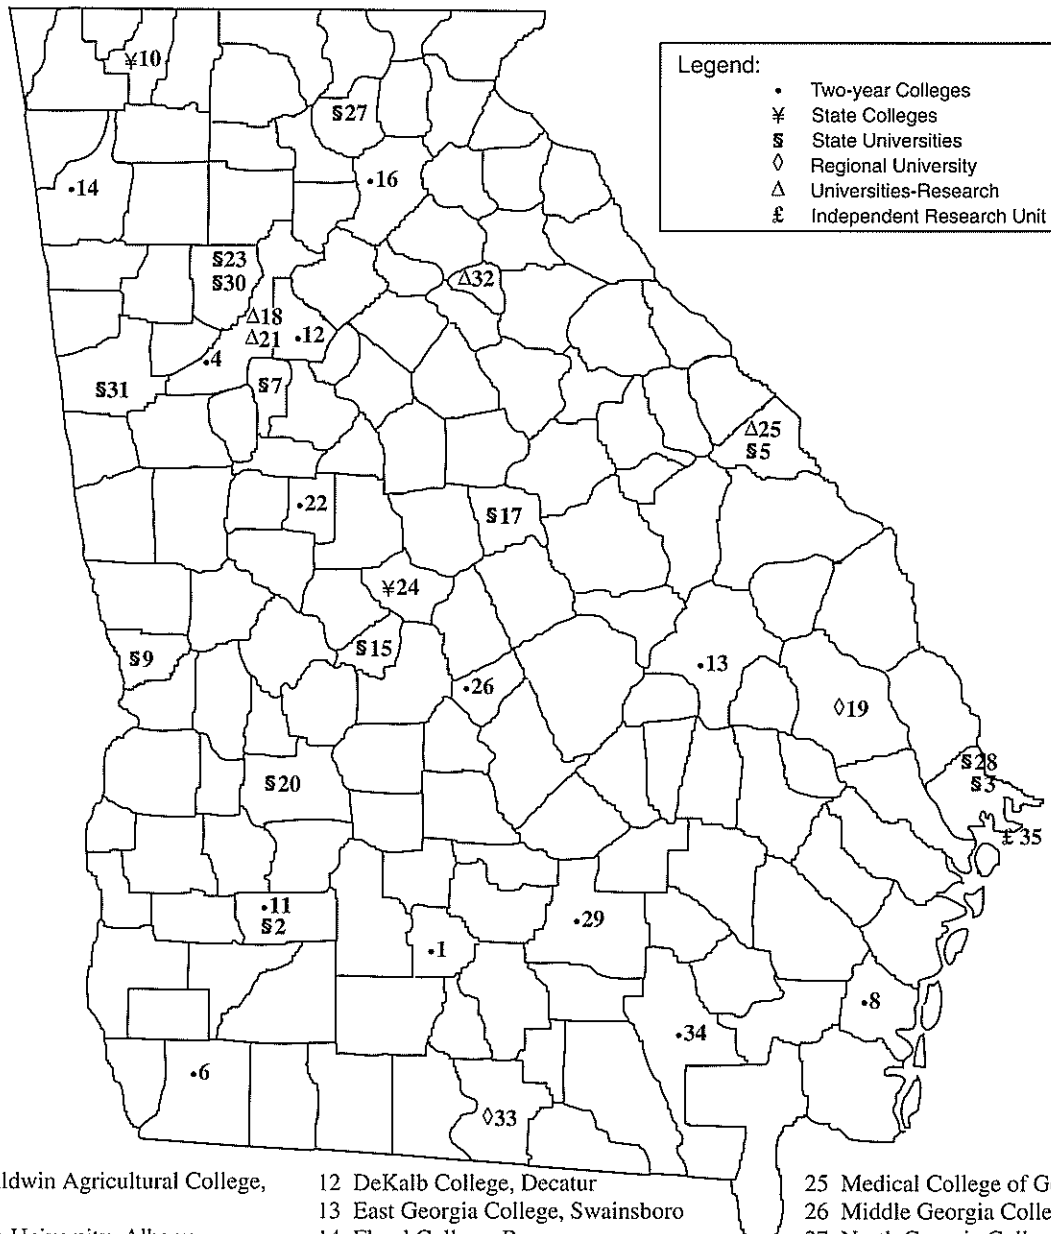 Legend:
• Two-year Colleges
¥ State Colleges
§ State Universities
◊ Regional University
Δ Universities-Research
£ Independent Research Unit
¥10
§27
•14
•16
§23
§30
Δ32
Δ18
Δ21
•12
•4
§7
§31
Δ25
§5
•22
§17
¥24
§9
§15
•13
•26
◊19
§28
§3
§20
£ 35
•11
§2
•29
•1
•8
•34
•6
◊33
ldwin Agricultural College,
12 DeKalb College, Decatur
13 East Georgia College, Swainsboro
25 Medical College of G
26 Middle Georgia Colle